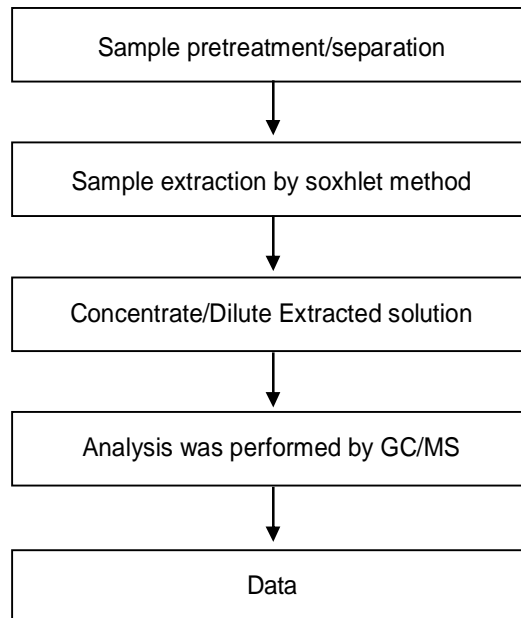 Sample pretreatment/separation
Sample extraction by soxhlet method
Concentrate/Dilute Extracted solution
Analysis was performed by GC/MS
Data